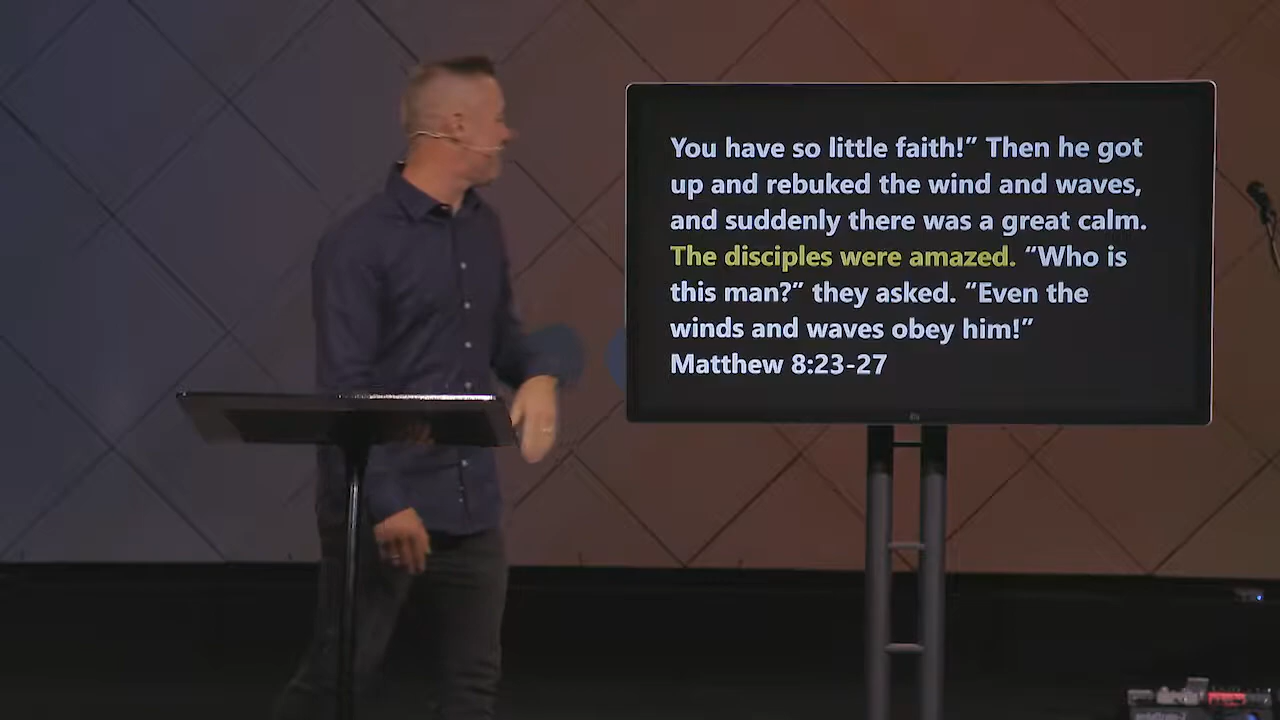 You have so little faith!” Then he got
up and rebuked the wind and waves,
and suddenly there was a great calm.
The disciples were amazed. “Who is
this man?” they asked. “Even the
winds and waves obey him!”
Matthew 8:23-27